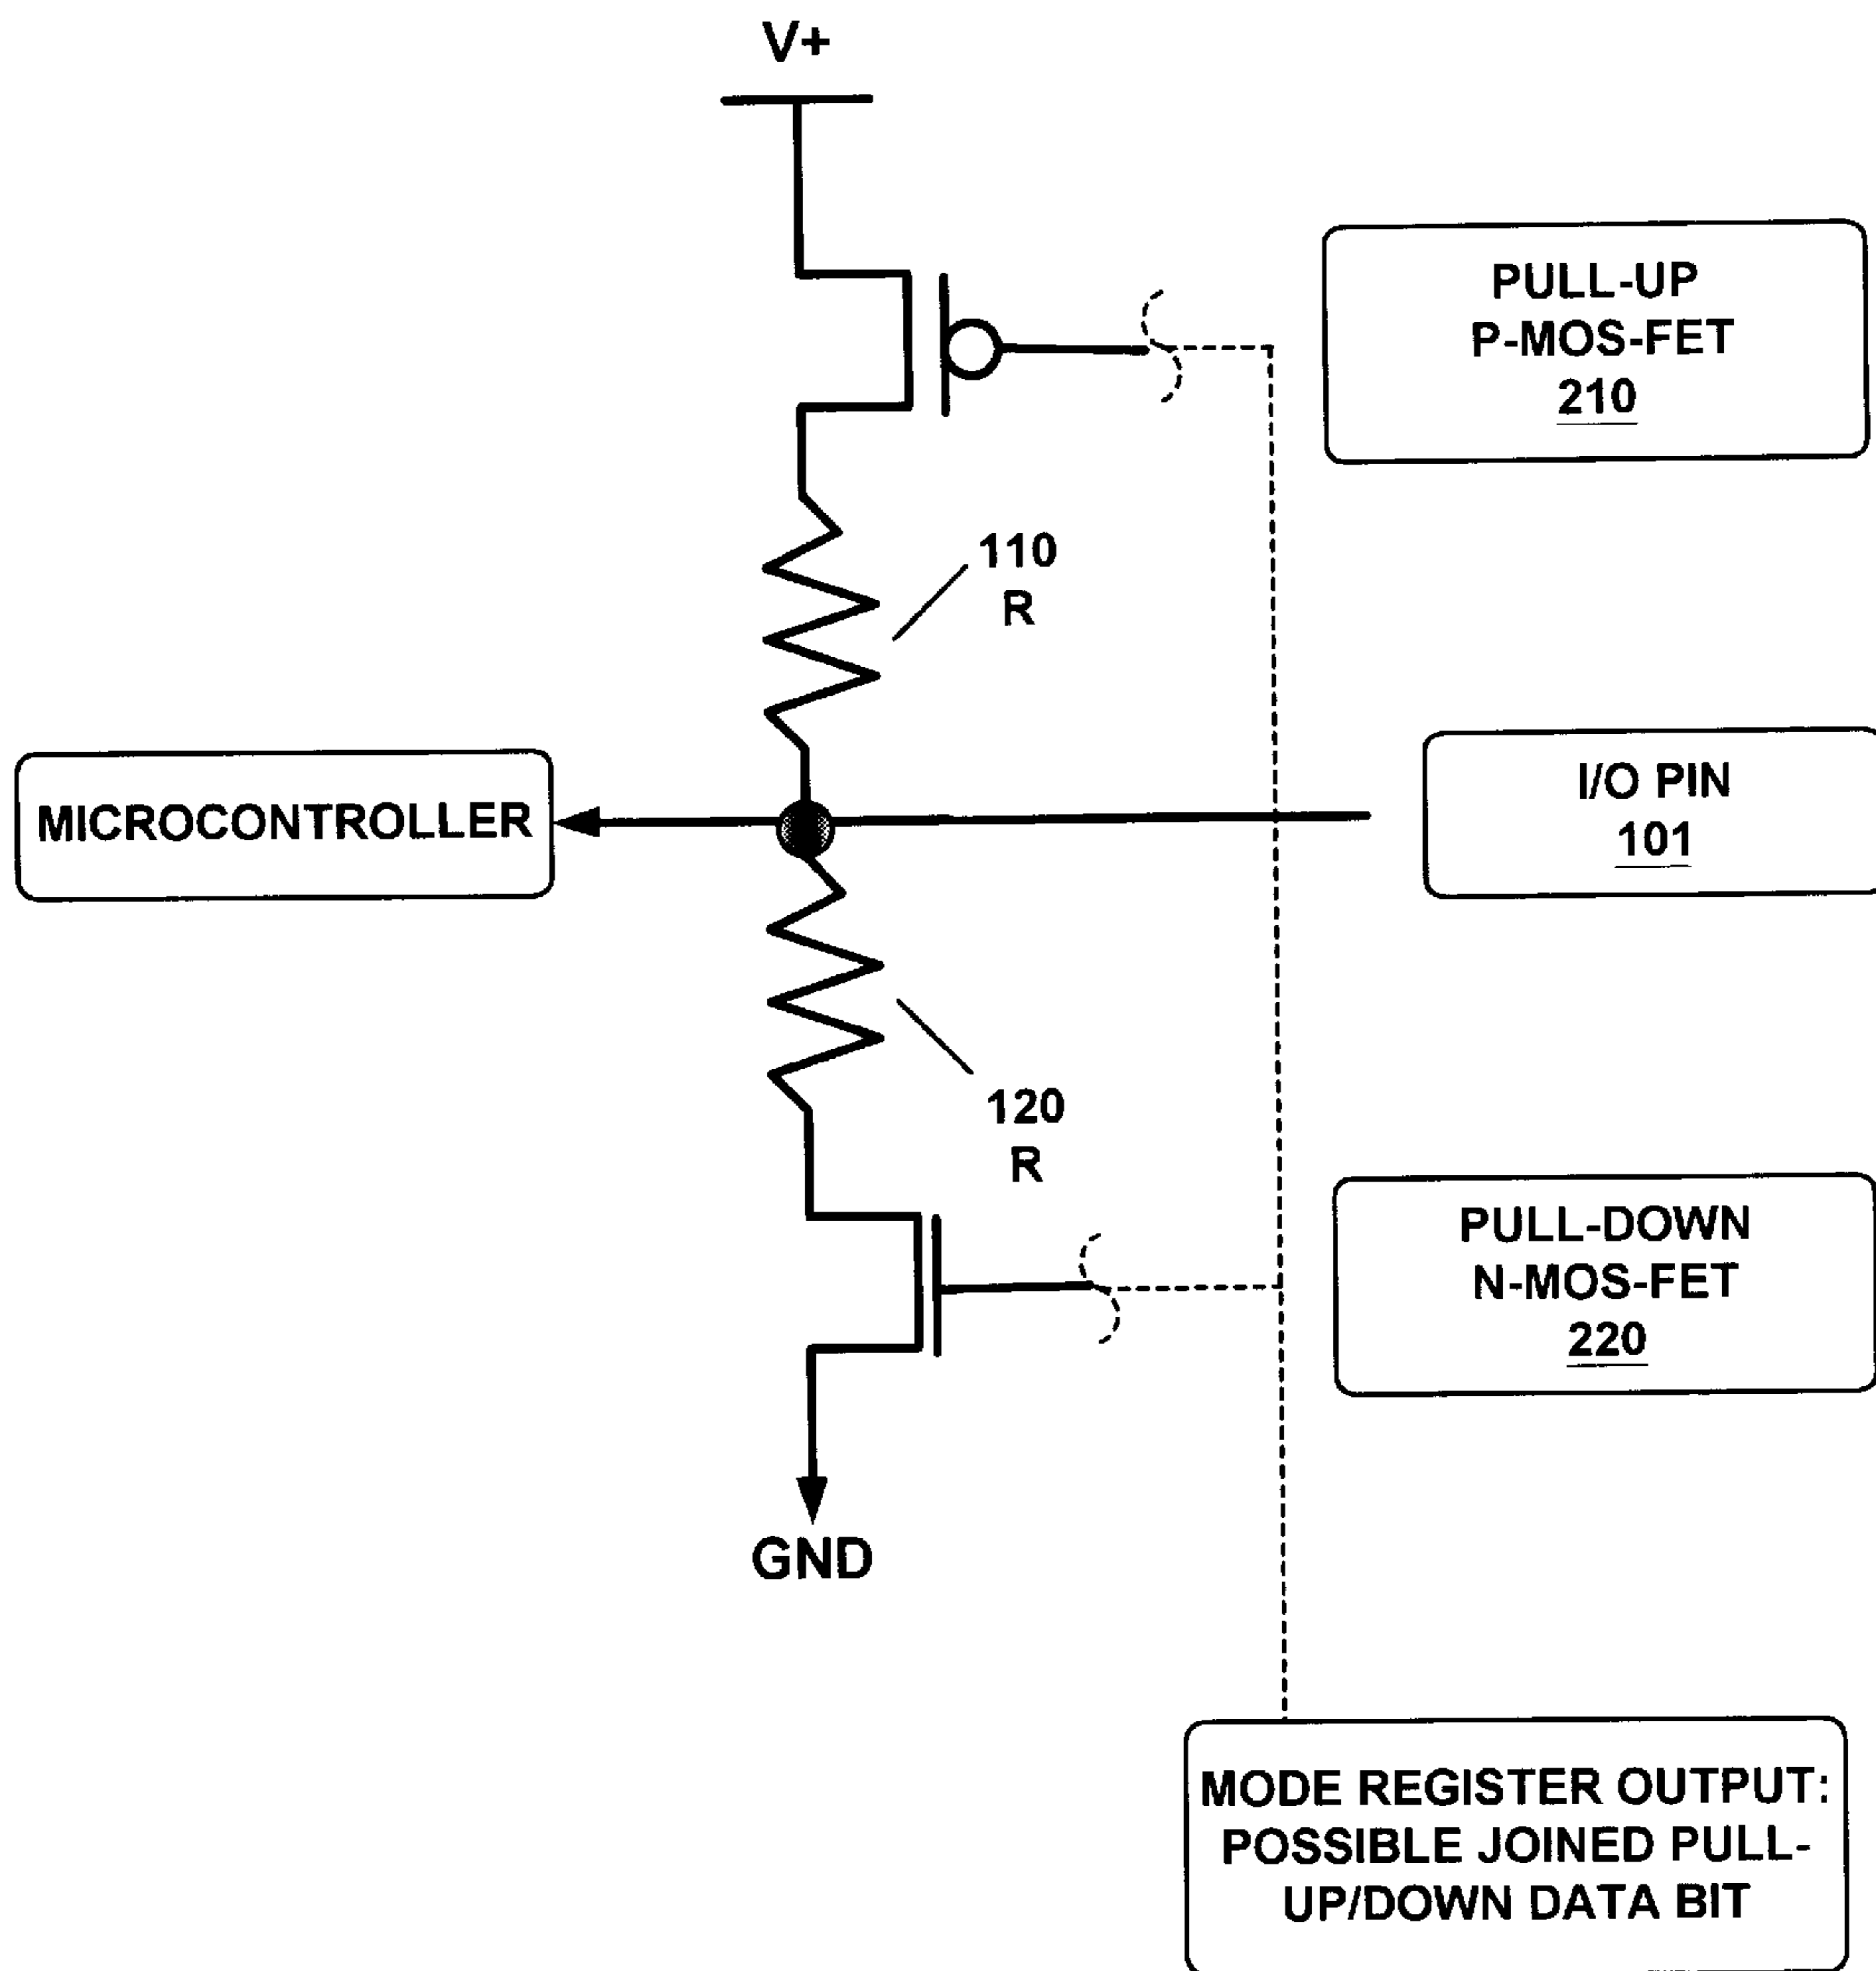 V+
PULL-UP
P-MOS-FET
210
110
R
MICROCONTROLLER
I/O PIN
101
120
R
PULL-DOWN
N-MOS-FET
220
GND
MODE REGISTER OUTPUT:
POSSIBLE JOINED PULL-
UP/DOWN DATA BIT